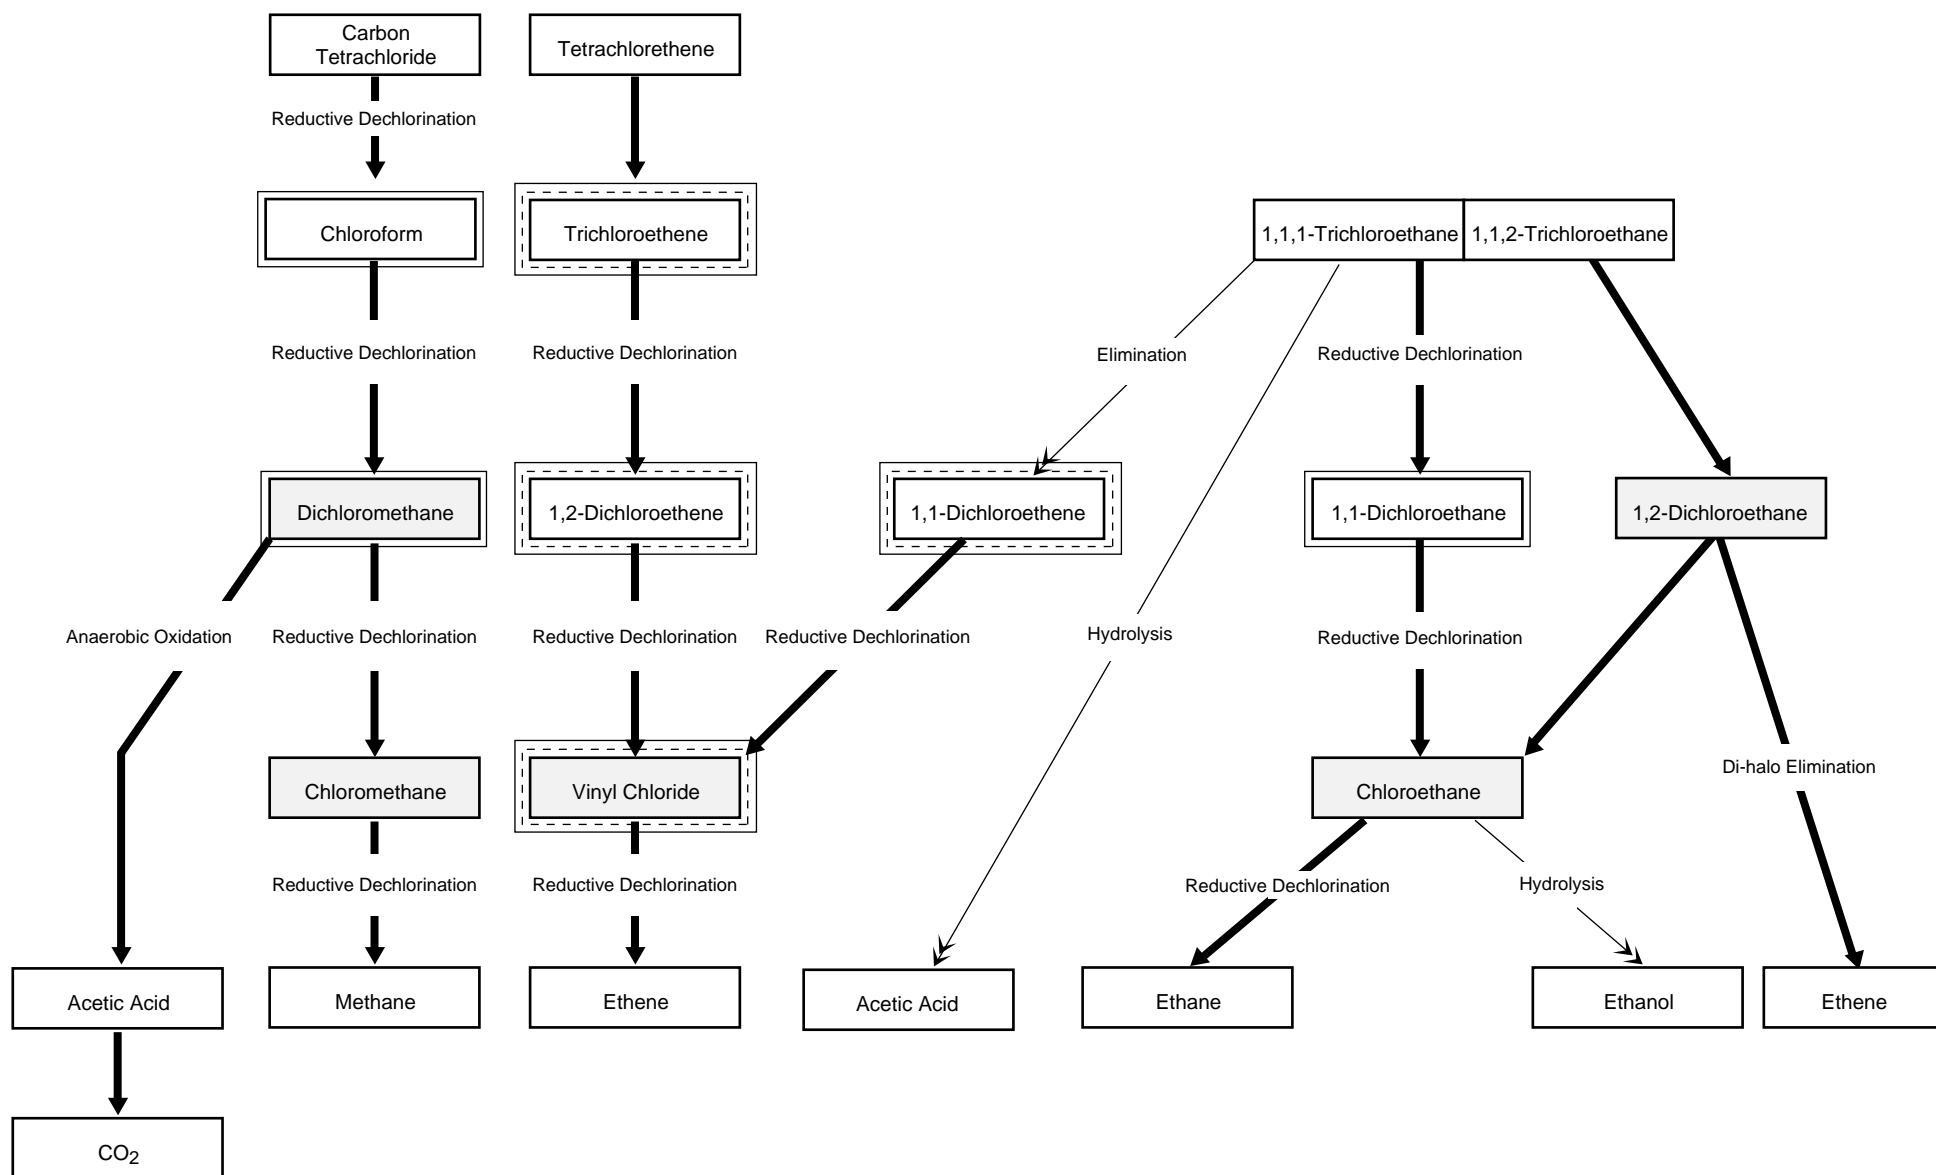 Carbon
Tetrachloride
Tetrachlorethene
Reductive Dechlorination
Chloroform
Trichloroethene
1,1,1-Trichloroethane
1,1,2-Trichloroethane
Reductive Dechlorination
Reductive Dechlorination
Elimination
Reductive Dechlorination
Dichloromethane
1,2-Dichloroethene
1,1-Dichloroethene
1,1-Dichloroethane
1,2-Dichloroethane
Anaerobic Oxidation
Reductive Dechlorination
Reductive Dechlorination
Reductive Dechlorination
Hydrolysis
Reductive Dechlorination
Di-halo Elimination
Chloromethane
Vinyl Chloride
Chloroethane
Reductive Dechlorination
Reductive Dechlorination
Reductive Dechlorination
Hydrolysis
Acetic Acid
Methane
Ethene
Acetic Acid
Ethane
Ethanol
Ethene
CO2